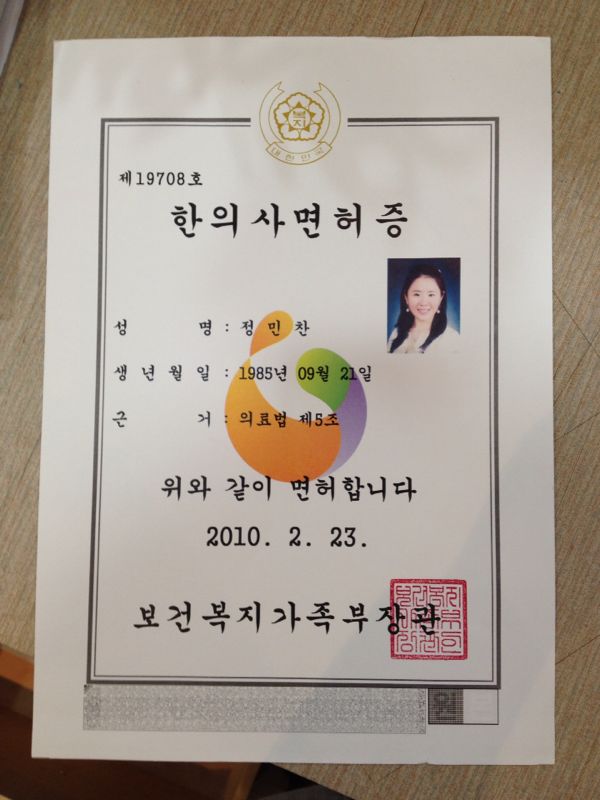 복지
대한민국
제19708호
한의사면허증
성 명 : 정 민 찬
생 년 월 일 : 1985년 09월 21일
근 거 : 의료법 제5조
위와 같이 면허합니다
2010. 2. 23.
보건복지가족부장관